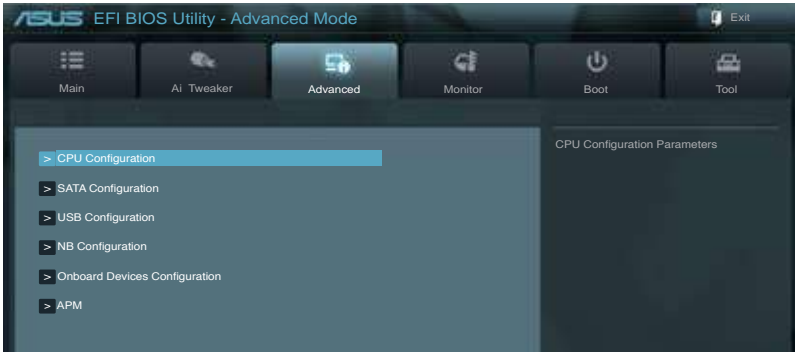 ASUS EFI BIOS Utility - Advanced Mode
Exit
Main
Ai Tweaker
Advanced
Monitor
Boot
Tool
> CPU Configuration
CPU Configuration Parameters
> SATA Configuration
> USB Configuration
> NB Configuration
> Onboard Devices Configuration
> APM